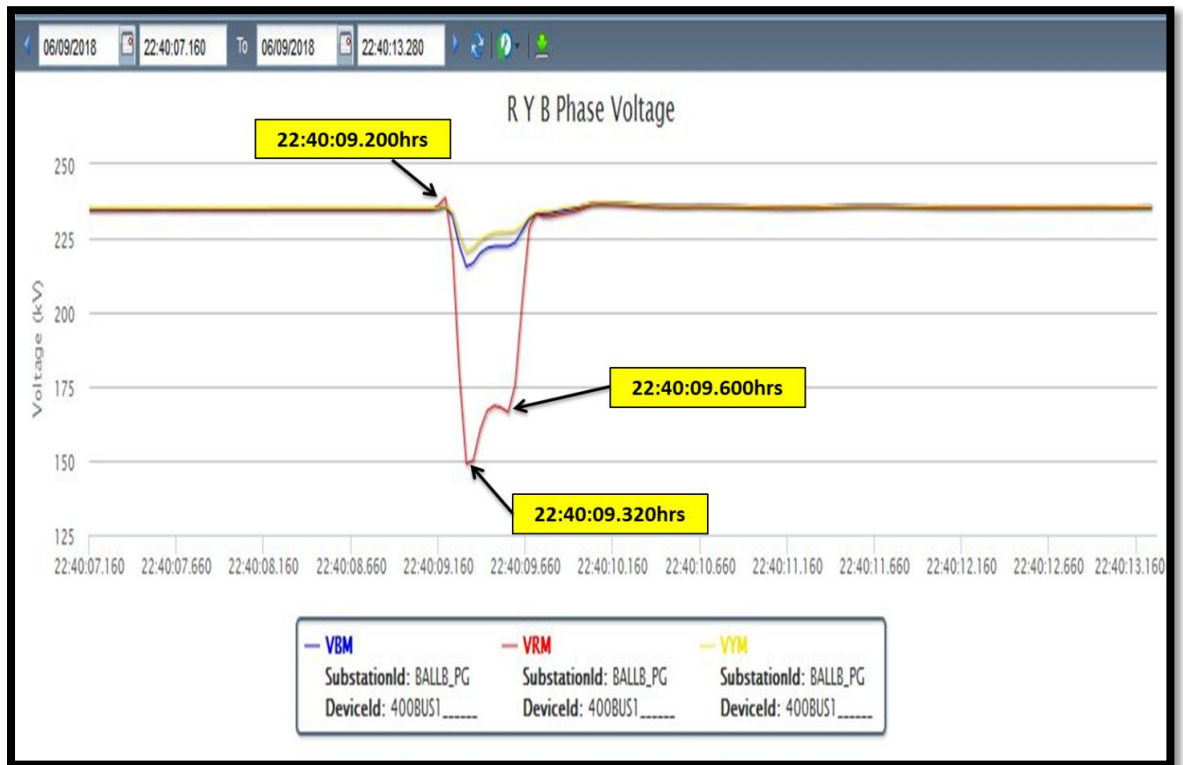 06/09/2018 22:40:07.160 To 06/09/2018 22:40:13.280
R Y B Phase Voltage
22:40:09.200hrs
250
225
200
175
150
125
Voltage (kV)
22:40:09.600hrs
22:40:09.320hrs
22:40:07.160 22:40:07.660 22:40:08.160 22:40:08.660 22:40:09.160 22:40:09.660 22:40:10.160 22:40:10.660 22:40:11.160 22:40:11.660 22:40:12.160 22:40:12.660 22:40:13.160
VBM VRM VYM
SubstationId: BALLB_PG SubstationId: BALLB_PG SubstationId: BALLB_PG
DeviceId: 400BUS1______ DeviceId: 400BUS1______ DeviceId: 400BUS1______